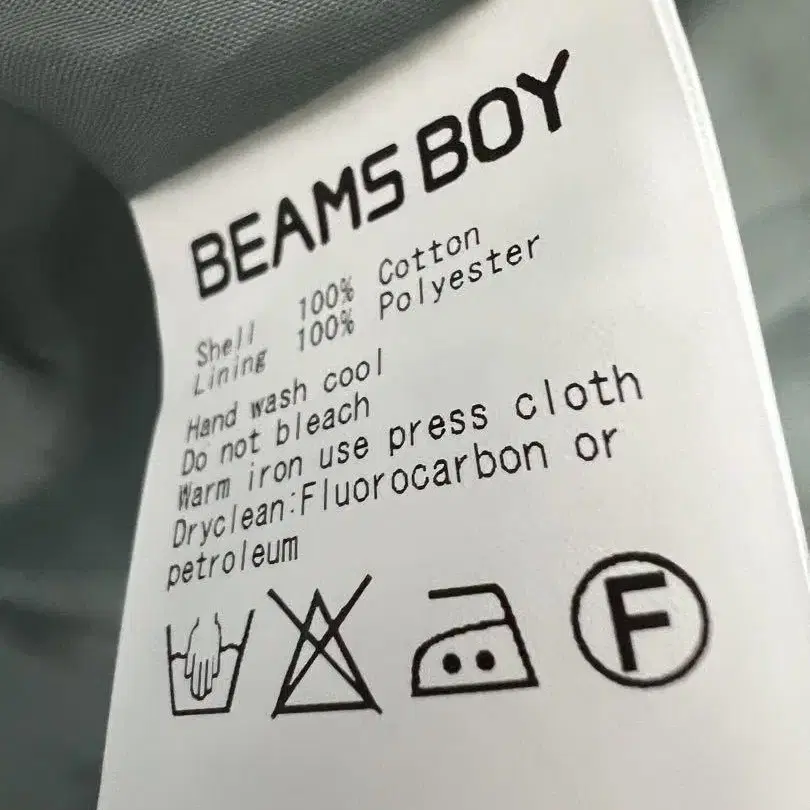 BEAMS BOY
Shell 100% Cotton
Lining 100% Polyester
Hand wash cool
Do not bleach
Warm iron use press cloth
Dryclean:Fluorocarbon or
petroleum
F